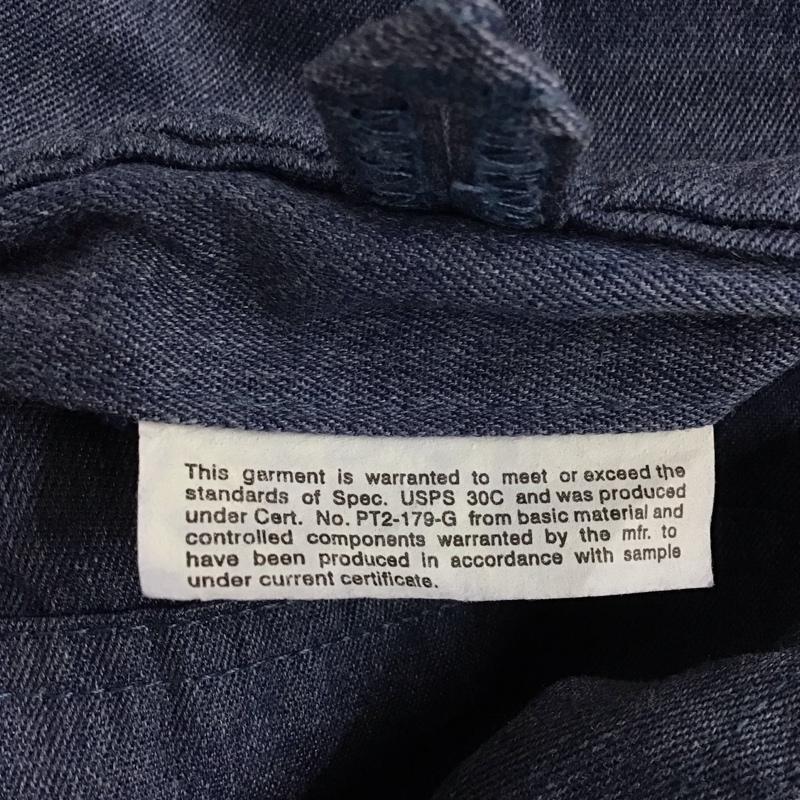 This garment is warranted to meet or exceed the
standards of Spec. USPS 30C and was produced
under Cert. No. PT2-179-G from basic material and
controlled components warranted by the mfr. to
have been produced in accordance with sample
under current certificate.